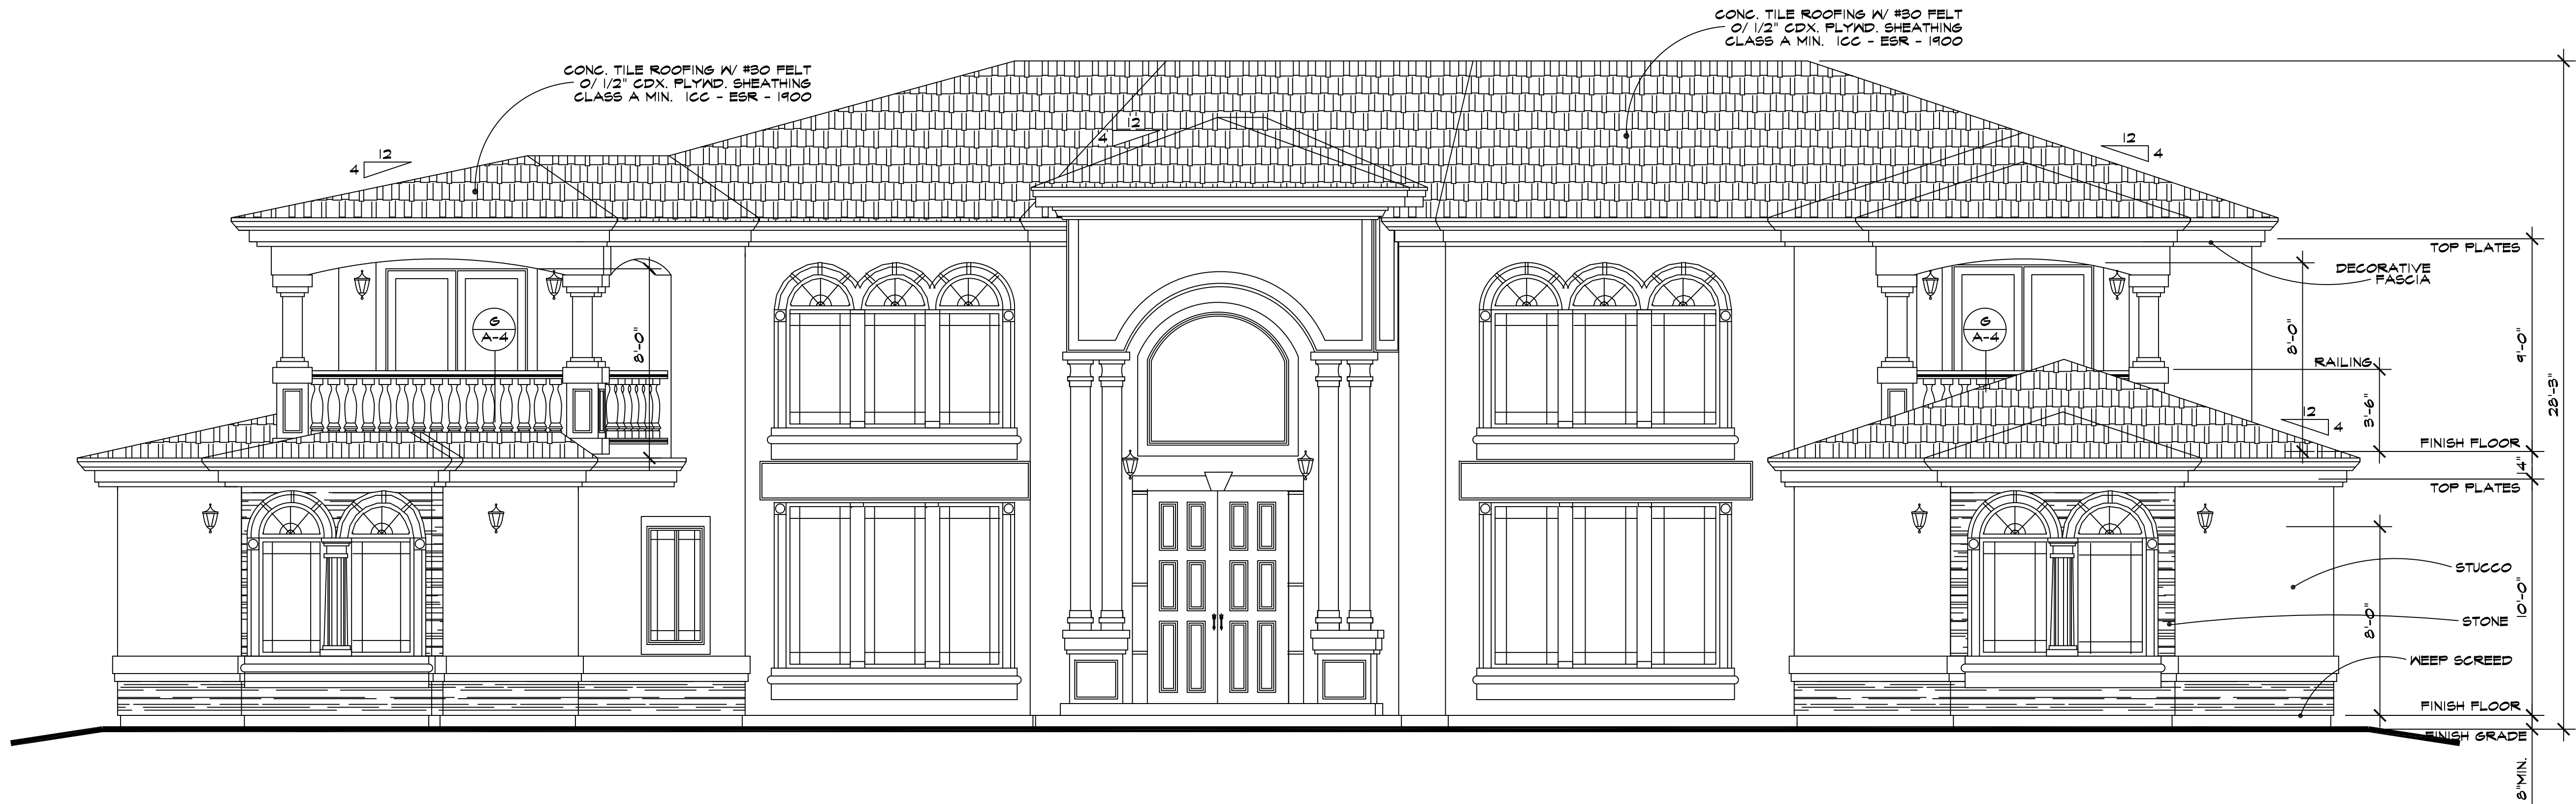 CONC. TILE ROOFING W/ #30 FELT
O/ 1/2" CDX. PLYWD. SHEATHING
CLASS A MIN. ICC - ESR - 1900
CONC. TILE ROOFING W/ #30 FELT
O/ 1/2" CDX. PLYWD. SHEATHING
CLASS A MIN. ICC - ESR - 1900
12
4
12
4
12
4
TOP PLATES
DECORATIVE
FASCIA
G
A-4
8'-0"
G
A-4
8'-0"
9'-0"
28'-3"
RAILING
3'-6"
12
4
FINISH FLOOR
14"
TOP PLATES
STUCCO
10'-0"
8'-0"
STONE
WEEP SCREED
FINISH FLOOR
FINISH GRADE
8"MIN.